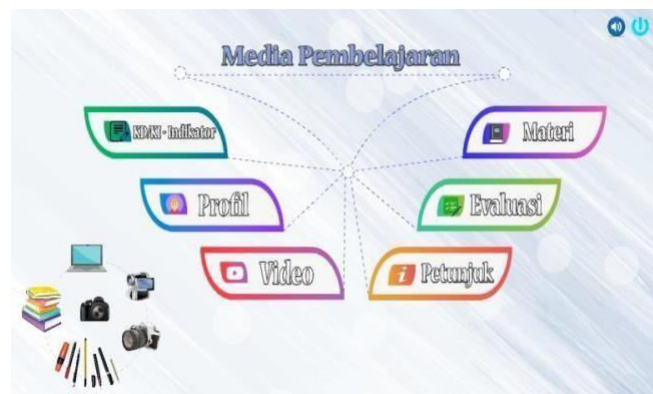 Media Pembelajaran
KD/KI - Indikator
Materi
Profil
Evaluasi
Video
Petunjuk